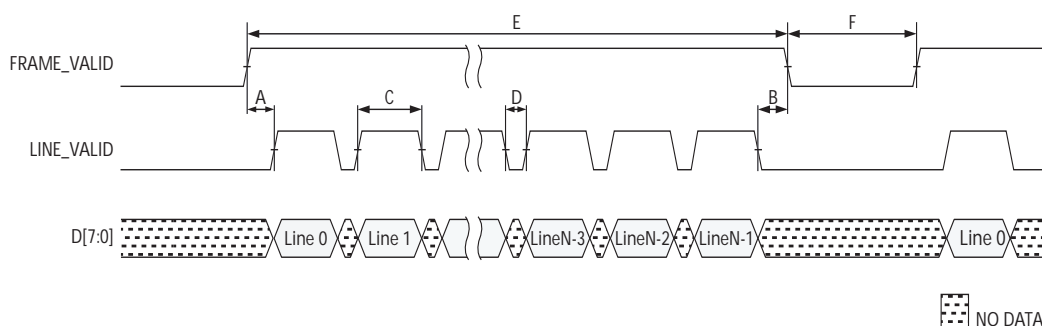 E
F
FRAME_VALID
A
C
D
B
LINE_VALID
D[7:0]
Line 0
Line 1
LineN-3
LineN-2
LineN-1
Line 0
NO DATA